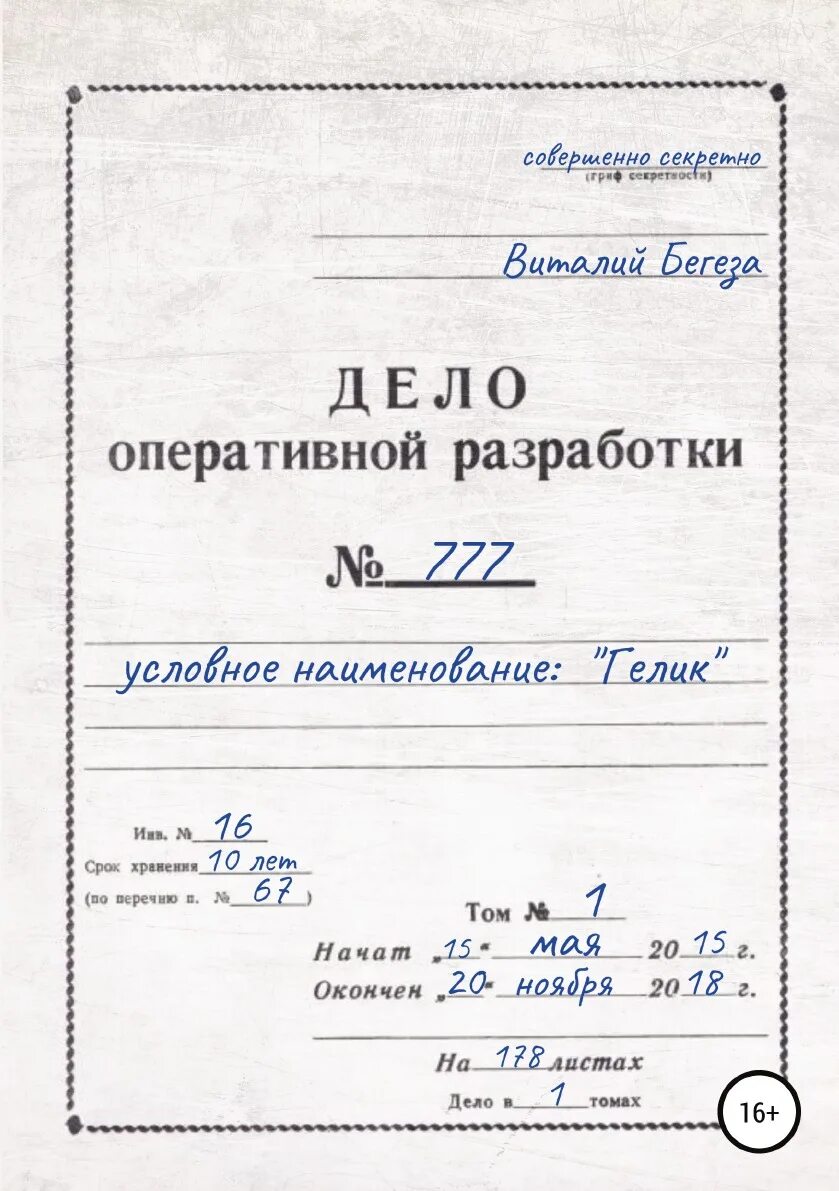 совершенно секретно
(гриф секретности)
Виталий Бегеза
ДЕЛО
оперативной разработки
№ 777
условное наименование: "Гелик"
Инв. № 16
Срок хранения 10 лет
(по перечню п. № 67)
Том № 1
Начат „15“ мая 2015 г.
Окончен „20“ ноября 2018 г.
На 178 листах
Дело в 1 томах
16+